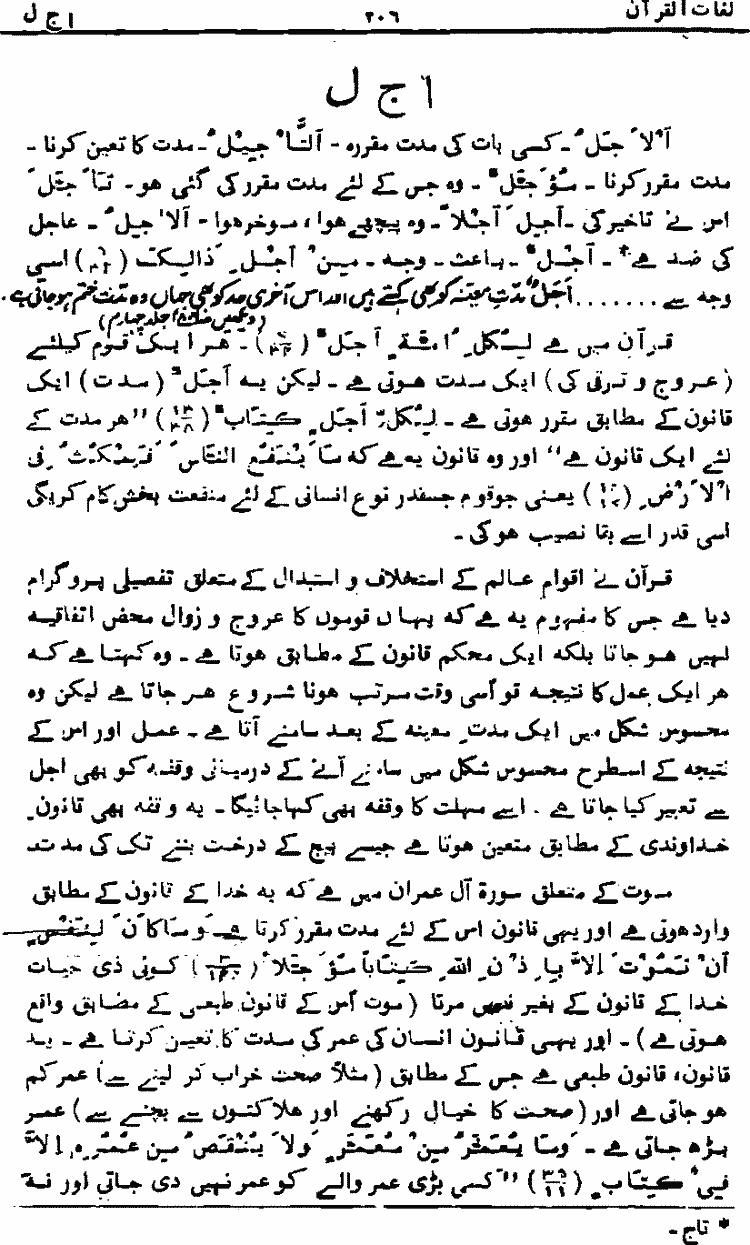 لغات القرآن ٢٠٦ ا ج ل
ا ج ل
اَلْاَجَلُ ۔ کسی بات کی مدت مقررہ ۔ اَلتَّاْجِیْلُ ۔ مدت کا تعین کرنا ۔
مدت مقرر کرنا ۔ مُؤَجَّلٌ ۔ وہ جس کے لئے مدت مقرر کی گئی ہو ۔ تَاَجَّلَ
اس نے تاخیر کی ۔ اَجِلَ اَجَلاً ۔ وہ پیچھے ہوا ، موخر ہوا ۔ اَلاٰجِلُ ۔ عاجل
کی ضد ہے* ۔ اَجْلٌ ۔ باعث ۔ وجہ ۔ مِنْ اَجْلِ ذَالِکَ (۵/۳۲) اسی
وجہ سے ....... اَجَلٌ مدتِ معینہ کو بھی کہتے ہیں اور اس آخری حد کو بھی جہاں وہ مدت ختم ہو جاتی ہے ۔
(دیکھیں جلد چہارم)
قرآن میں ہے لِکُلِّ اُمَّةٍ اَجَلٌ (۷/۳۴) ۔ ہر ایک قوم کیلئے
(عروج و ترقی کی) ایک مدت ہوتی ہے ۔ لیکن یہ اَجَلٌ (مدت) ایک
قانون کے مطابق مقرر ہوتی ہے ۔ لِکُلِّ اَجَلٍ کِتَابٌ (۱۳/۳۸) ”ہر مدت کے
لئے ایک قانون ہے“ اور وہ قانون یہ ہے کہ مَا یَنْفَعُ النَّاسَ فَیَمْکُثُ فِی
الْاَرْضِ (۱۳/۱۷) یعنی جو قوم جسقدر نوع انسانی کے لئے منفعت بخش کام کریگی
اسی قدر اسے بقا نصیب ہوگی ۔
قرآن نے اقوام عالم کے استخلاف و استبدال کے متعلق تفصیلی پروگرام
دیا ہے جس کا مفہوم یہ ہے کہ یہاں قوموں کا عروج و زوال محض اتفاقیہ
نہیں ہو جاتا بلکہ ایک محکم قانون کے مطابق ہوتا ہے ۔ وہ کہتا ہے کہ
ہر ایک عمل کا نتیجہ تو اسی وقت مرتب ہونا شروع ہو جاتا ہے لیکن وہ
محسوس شکل میں ایک مدتِ معینہ کے بعد سامنے آتا ہے ۔ عمل اور اس کے
نتیجہ کے اسطرح محسوس شکل میں سامنے آنے کے درمیانی وقفہ کو بھی اجل
سے تعبیر کیا جاتا ہے ۔ اسے مہلت کا وقفہ بھی کہا جائیگا ۔ یہ وقفہ بھی قانونِ
خداوندی کے مطابق متعین ہوتا ہے جیسے بیج کے درخت بننے تک کی مدت ۔
موت کے متعلق سورۃ آل عمران میں ہے کہ یہ خدا کے قانون کے مطابق
وارد ہوتی ہے اور یہی قانون اس کے لئے مدت مقرر کرتا ہے ۔ وَمَا کَانَ لِنَفْسٍ
اَنْ تَمُوْتَ اِلاَّ بِاِذْنِ اللّٰہِ کِتَاباً مُؤَجَّلاً (۳/۱۴۴) کوئی ذی حیات
خدا کے قانون کے بغیر نہیں مرتا (موت اس کے قانون طبعی کے مطابق واقع
ہوتی ہے) ۔ اور یہی قانون انسان کی عمر کی مدت کا تعین کرتا ہے ۔ یہ
قانون، قانون طبعی ہے جس کے مطابق (مثلاً صحت خراب کر لینے سے) عمر کم
ہو جاتی ہے اور (صحت کا خیال رکھنے اور ہلاکتوں سے بچنے سے) عمر
بڑھ جاتی ہے ۔ وَمَا یُعَمَّرُ مِنْ مُعَمَّرٍ وَلاَ یُنْقَصُ مِنْ عُمُرِہٖ اِلاَّ
فِیْ کِتَابٍ (۳۵/۱۱) ”کسی بڑی عمر والے کو عمر نہیں دی جاتی اور نہ
* تاج ۔